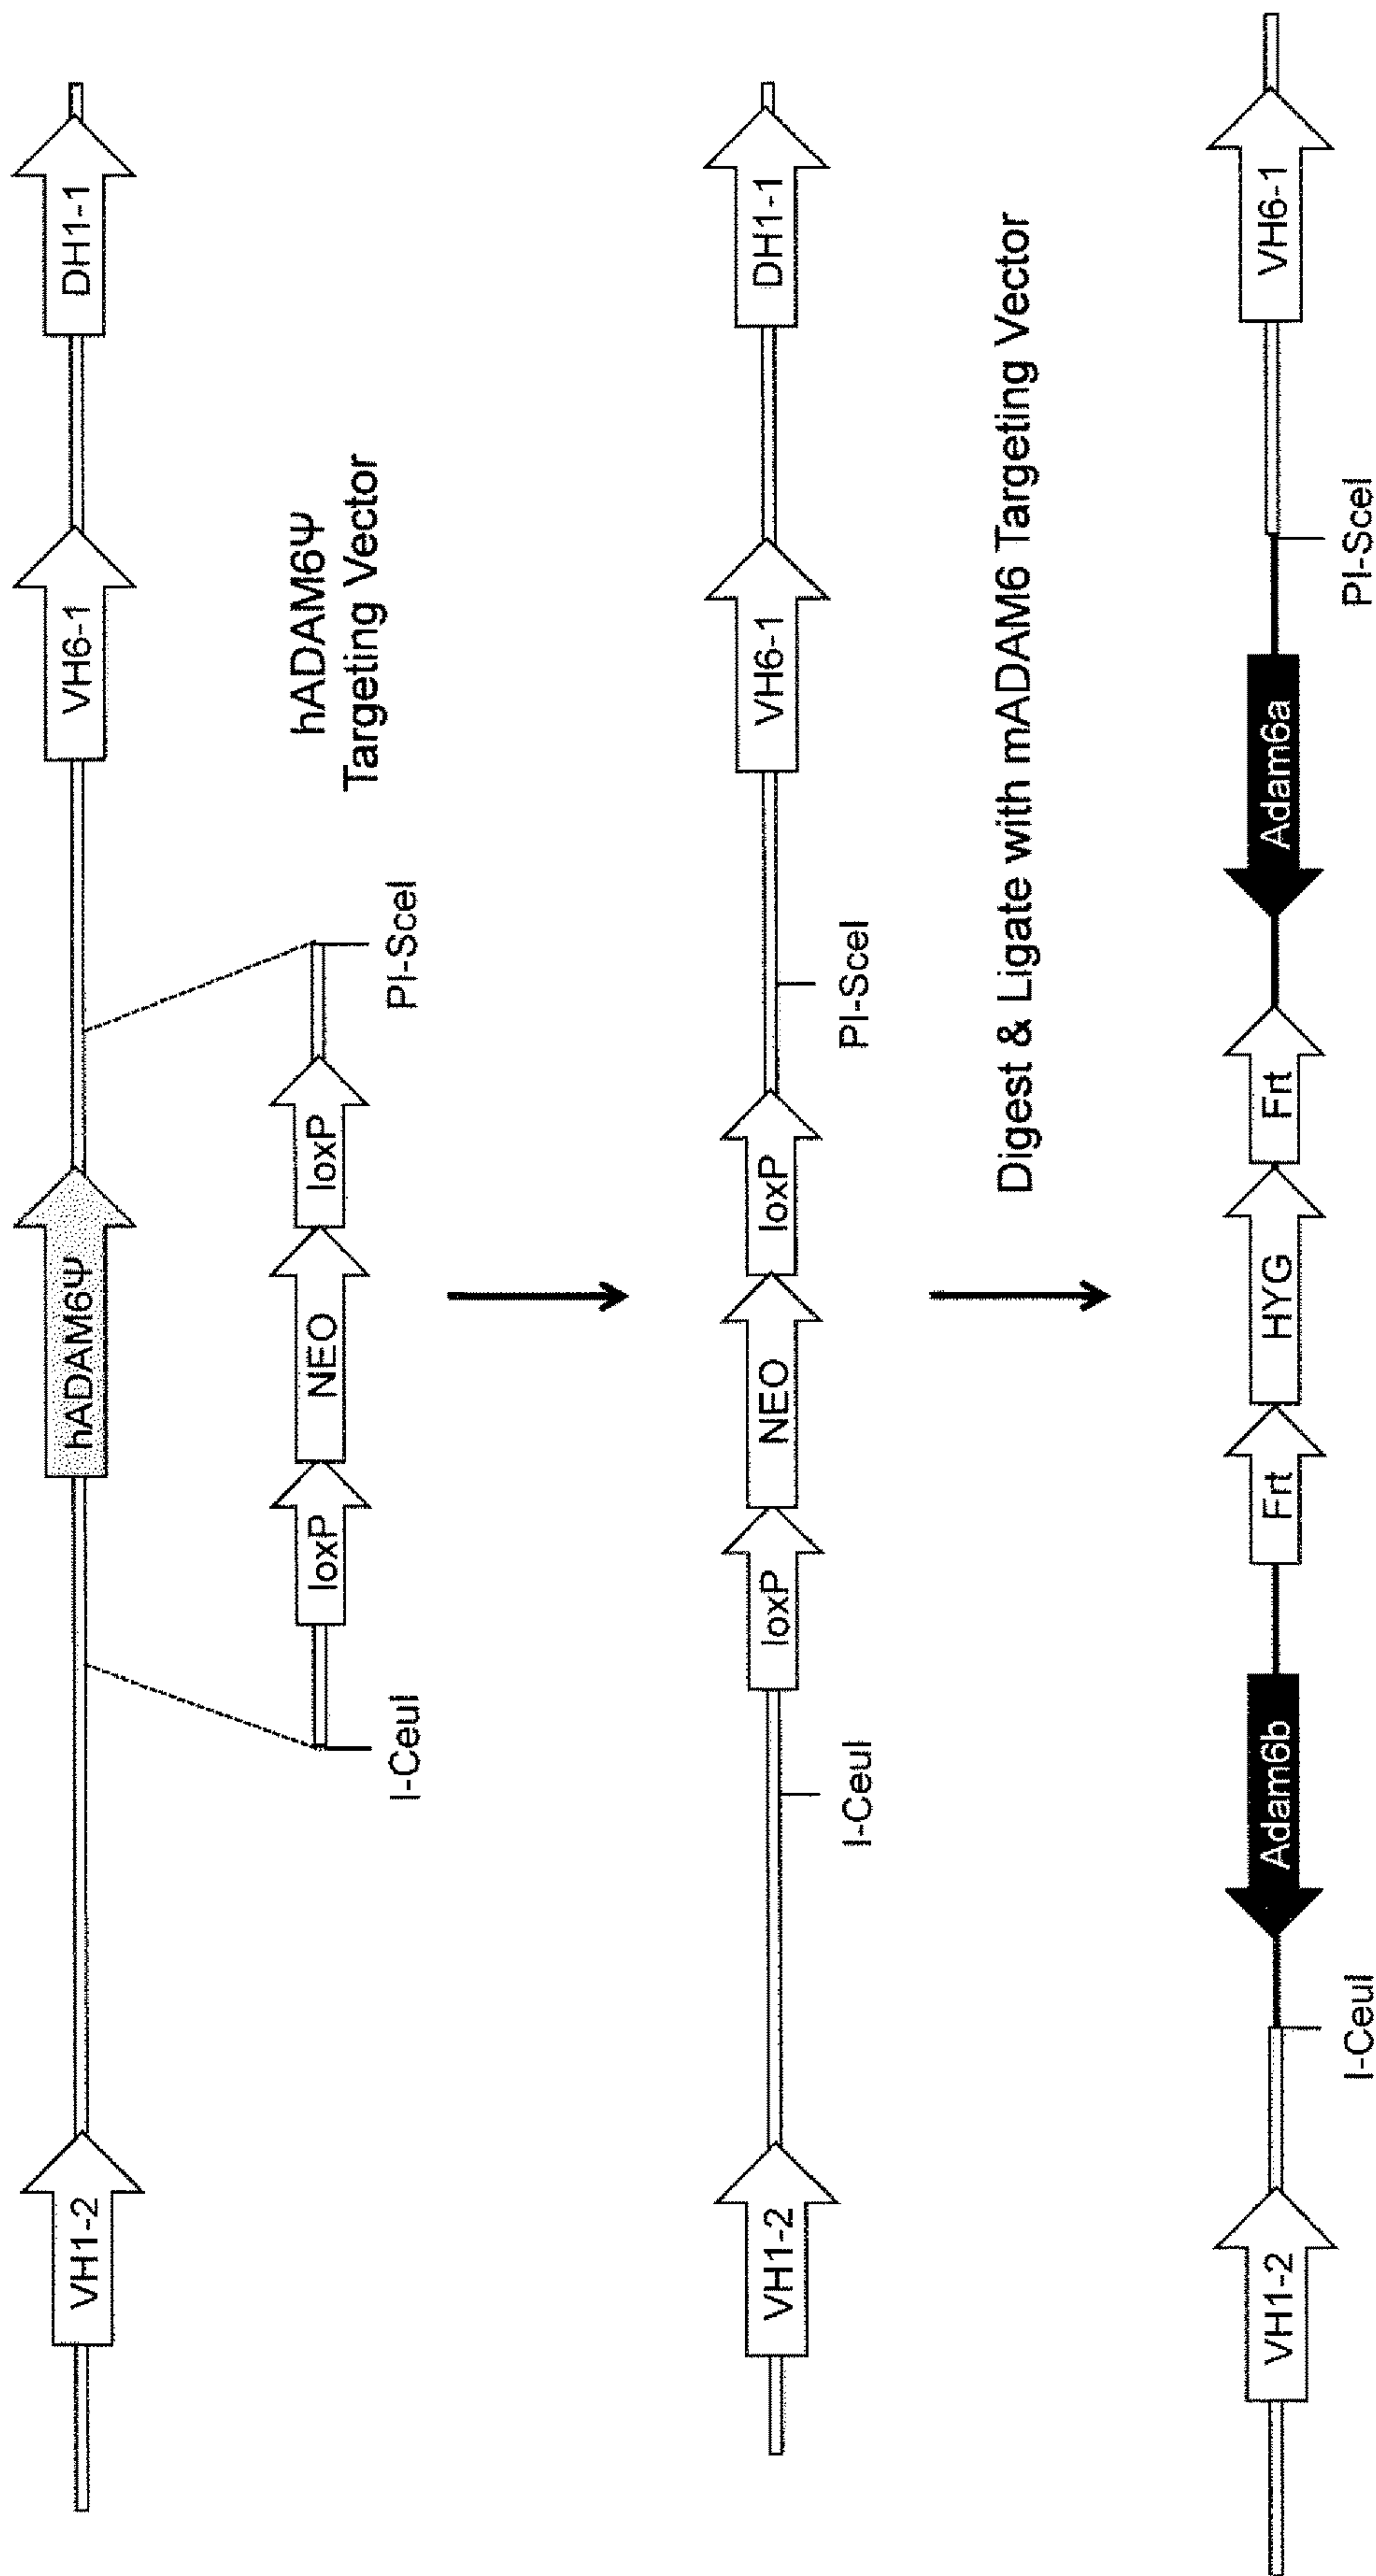 VH1-2
hADAM6Ψ
VH6-1
DH1-1
hADAM6Ψ
Targeting Vector
loxP
NEO
loxP
I-CeuI
PI-SceI
VH1-2
loxP
NEO
loxP
VH6-1
DH1-1
I-CeuI
PI-SceI
Digest & Ligate with mADAM6 Targeting Vector
VH1-2
Adam6b
Frt
HYG
Frt
Adam6a
VH6-1
I-CeuI
PI-SceI